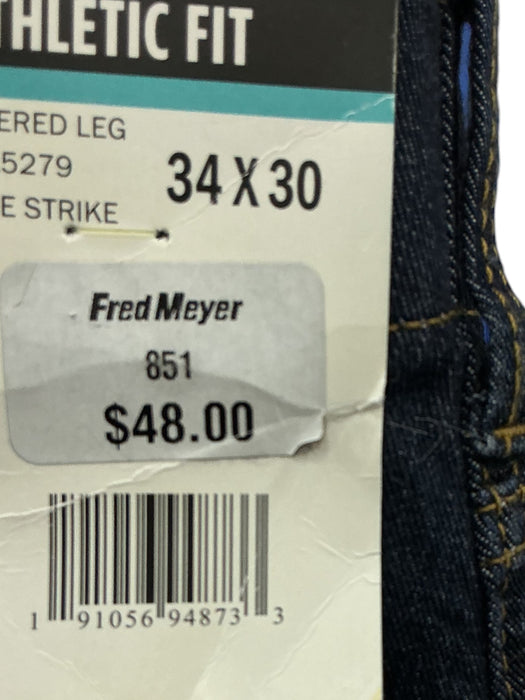 THLETIC FIT
ERED LEG
5279
34 X 30
E STRIKE
Fred Meyer
851
$48.00
1 91056 94873 3